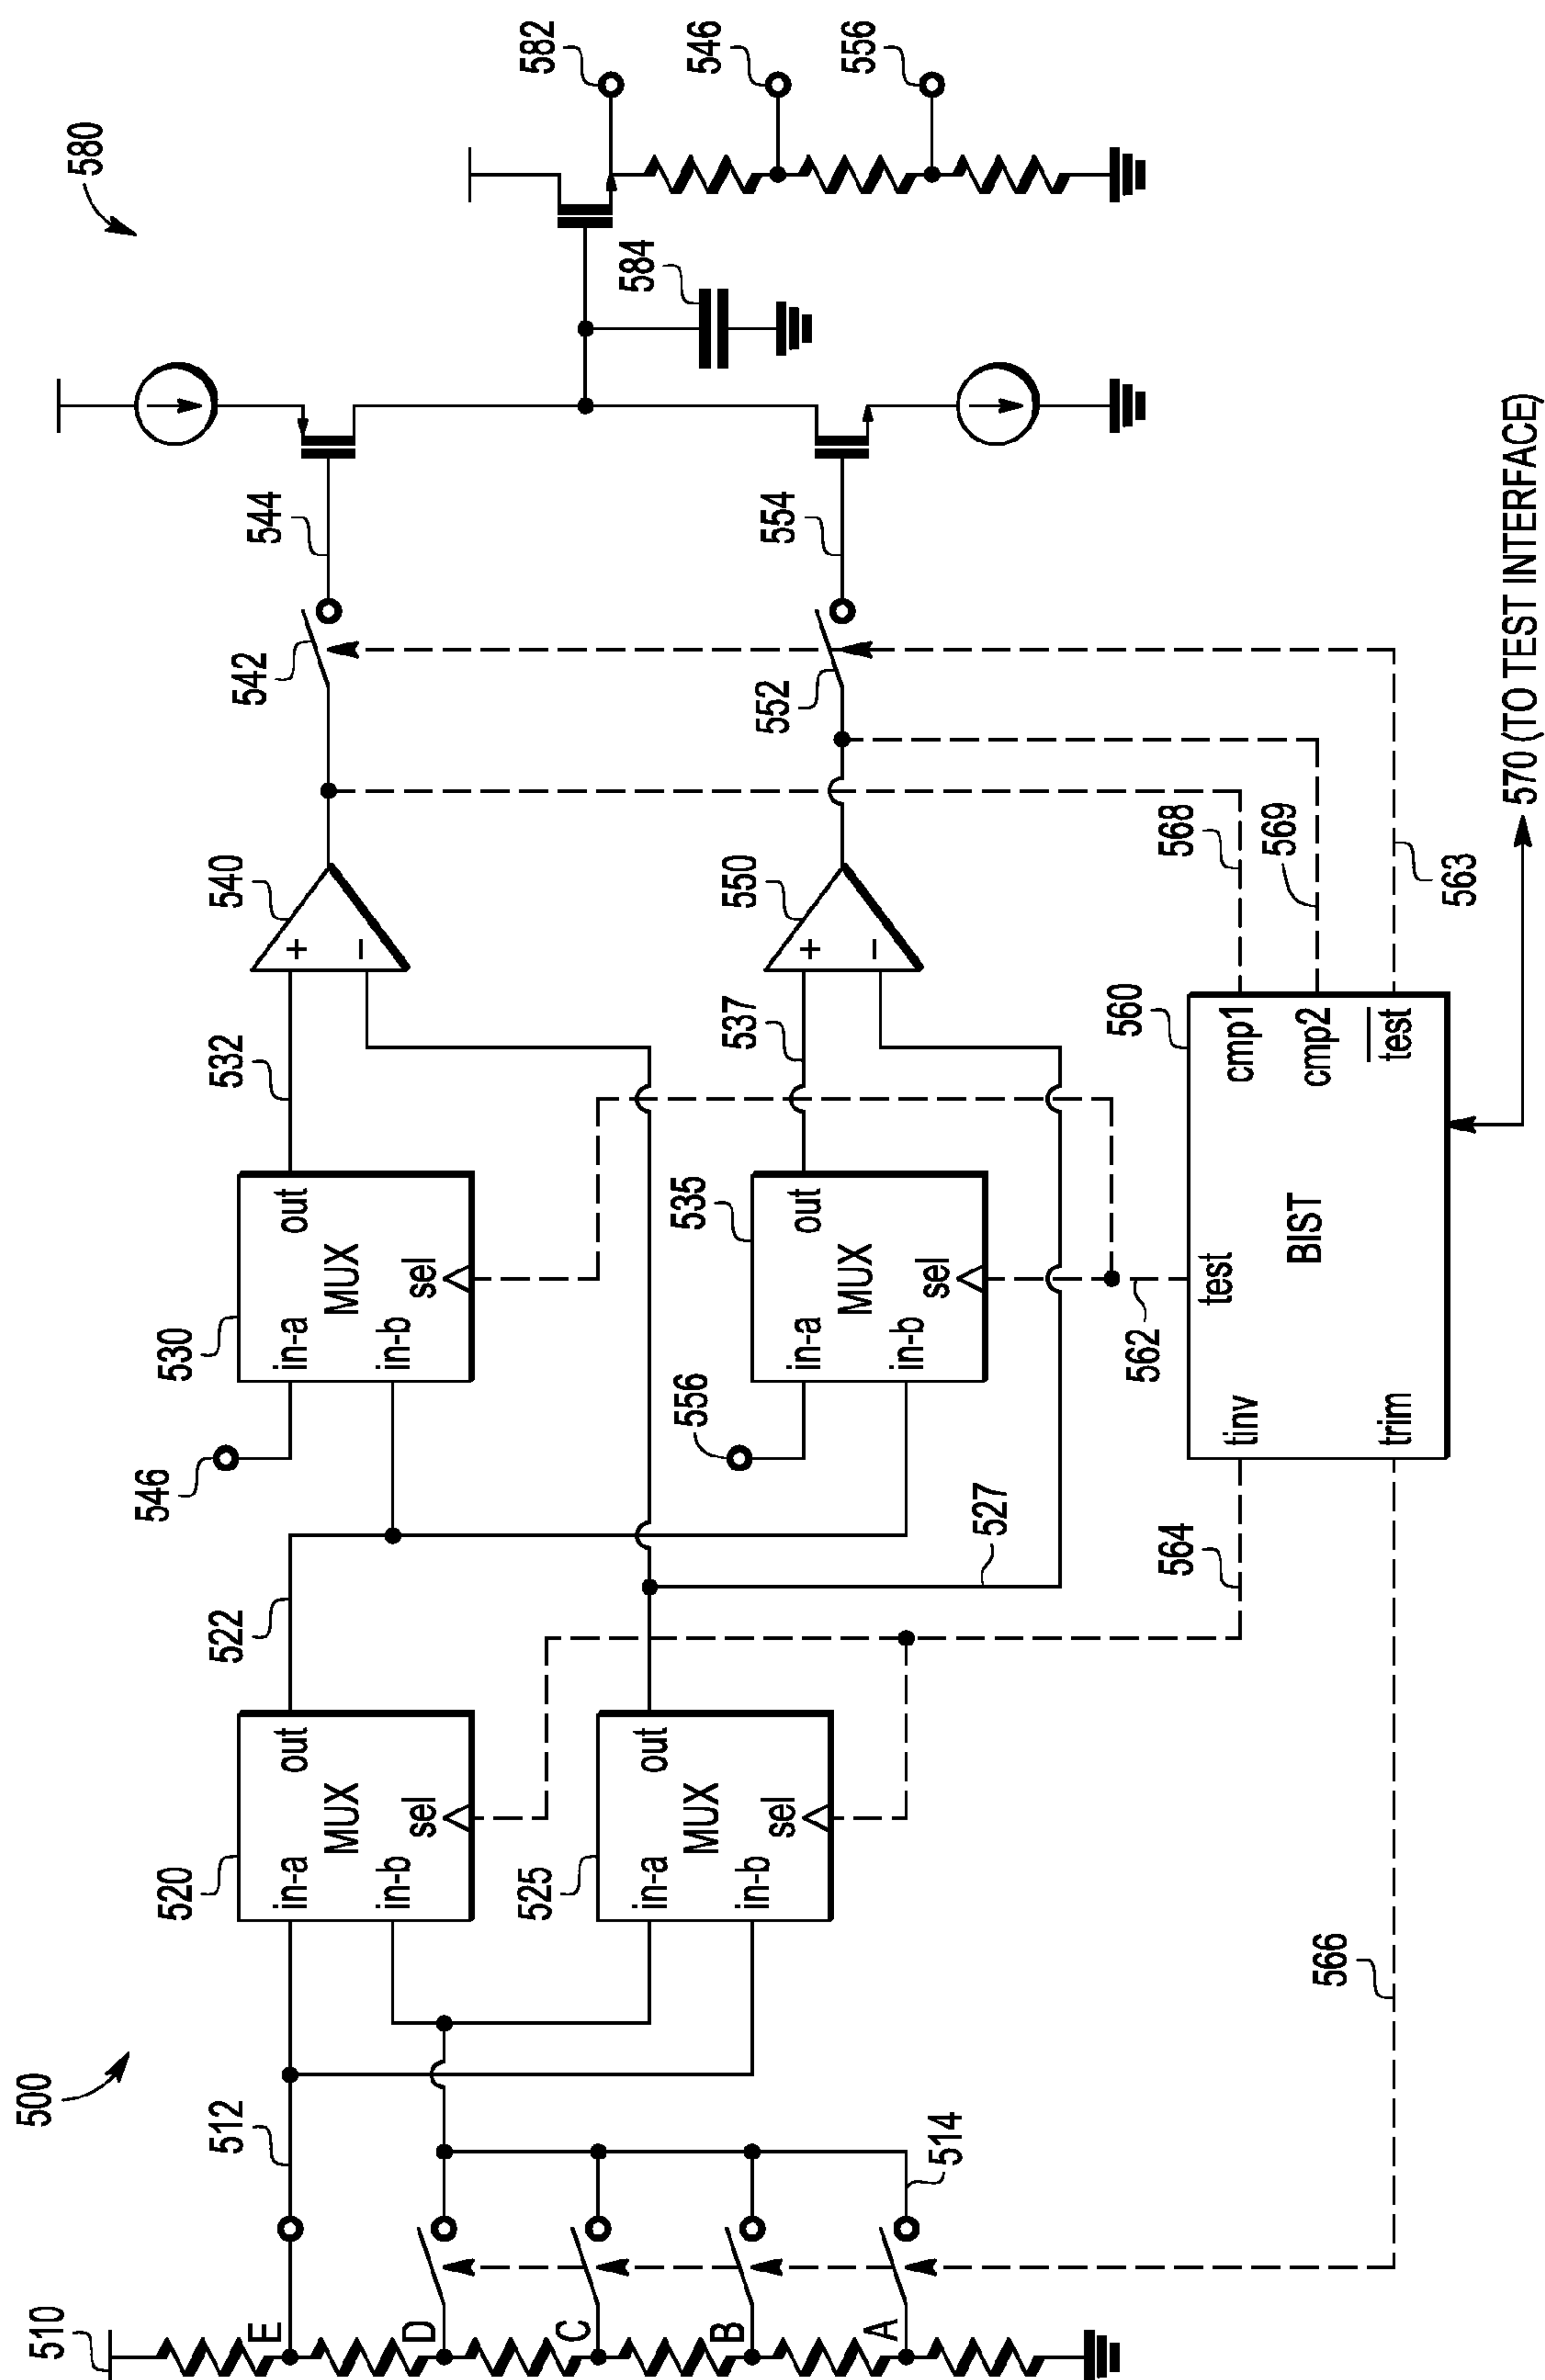 500
580
510
512
E
D
C
B
A
514
520
in-a
out
MUX
in-b
sel
522
525
in-a
out
MUX
in-b
sel
527
546
530
in-a
out
MUX
in-b
sel
532
556
535
in-a
out
MUX
in-b
sel
537
540
+
−
550
+
−
542
544
552
554
584
582
546
556
564
566
562
560
tinv
test
cmp1
BIST
cmp2
trim
test
568
569
563
570 (TO TEST INTERFACE)